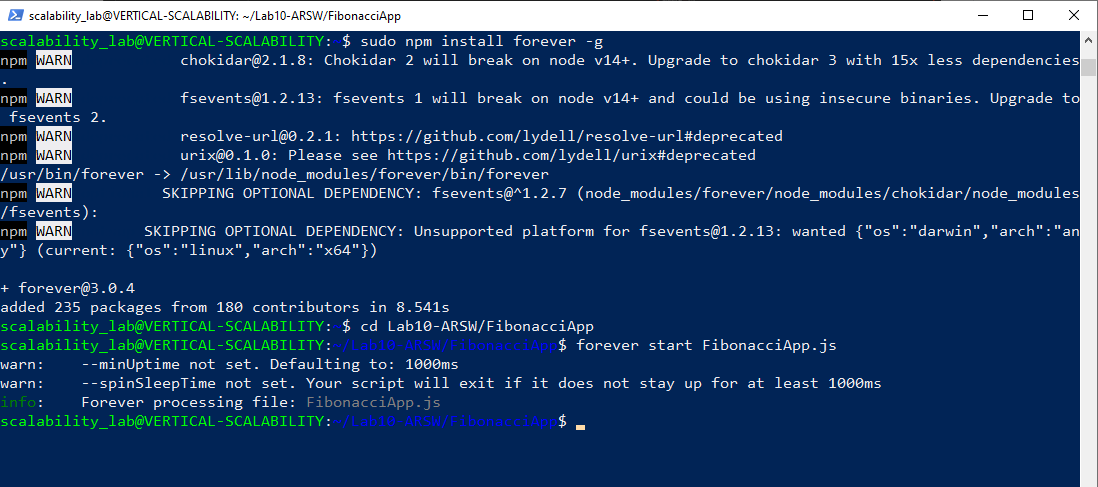 scalability_lab@VERTICAL-SCALABILITY: ~/Lab10-ARSW/FibonacciApp
scalability_lab@VERTICAL-SCALABILITY: $ sudo npm install forever -g
npm WARN chokidar@2.1.8: Chokidar 2 will break on node v14+. Upgrade to chokidar 3 with 15x less dependencies
.
npm WARN fsevents@1.2.13: fsevents 1 will break on node v14+ and could be using insecure binaries. Upgrade to
fsevents 2.
npm WARN resolve-url@0.2.1: https://github.com/lydell/resolve-url#deprecated
npm WARN urix@0.1.0: Please see https://github.com/lydell/urix#deprecated
/usr/bin/forever -> /usr/lib/node_modules/forever/bin/forever
npm WARN SKIPPING OPTIONAL DEPENDENCY: fsevents@^1.2.7 (node_modules/forever/node_modules/chokidar/node_modules
/fsevents):
npm WARN SKIPPING OPTIONAL DEPENDENCY: Unsupported platform for fsevents@1.2.13: wanted {"os":"darwin","arch":"an
y"} (current: {"os":"linux","arch":"x64"})
+ forever@3.0.4
added 235 packages from 180 contributors in 8.541s
scalability_lab@VERTICAL-SCALABILITY: $ cd Lab10-ARSW/FibonacciApp
scalability_lab@VERTICAL-SCALABILITY:~/Lab10-ARSW/FibonacciApp$ forever start FibonacciApp.js
warn: --minUptime not set. Defaulting to: 1000ms
warn: --spinSleepTime not set. Your script will exit if it does not stay up for at least 1000ms
info: Forever processing file: FibonacciApp.js
scalability_lab@VERTICAL-SCALABILITY:~/Lab10-ARSW/FibonacciApp$